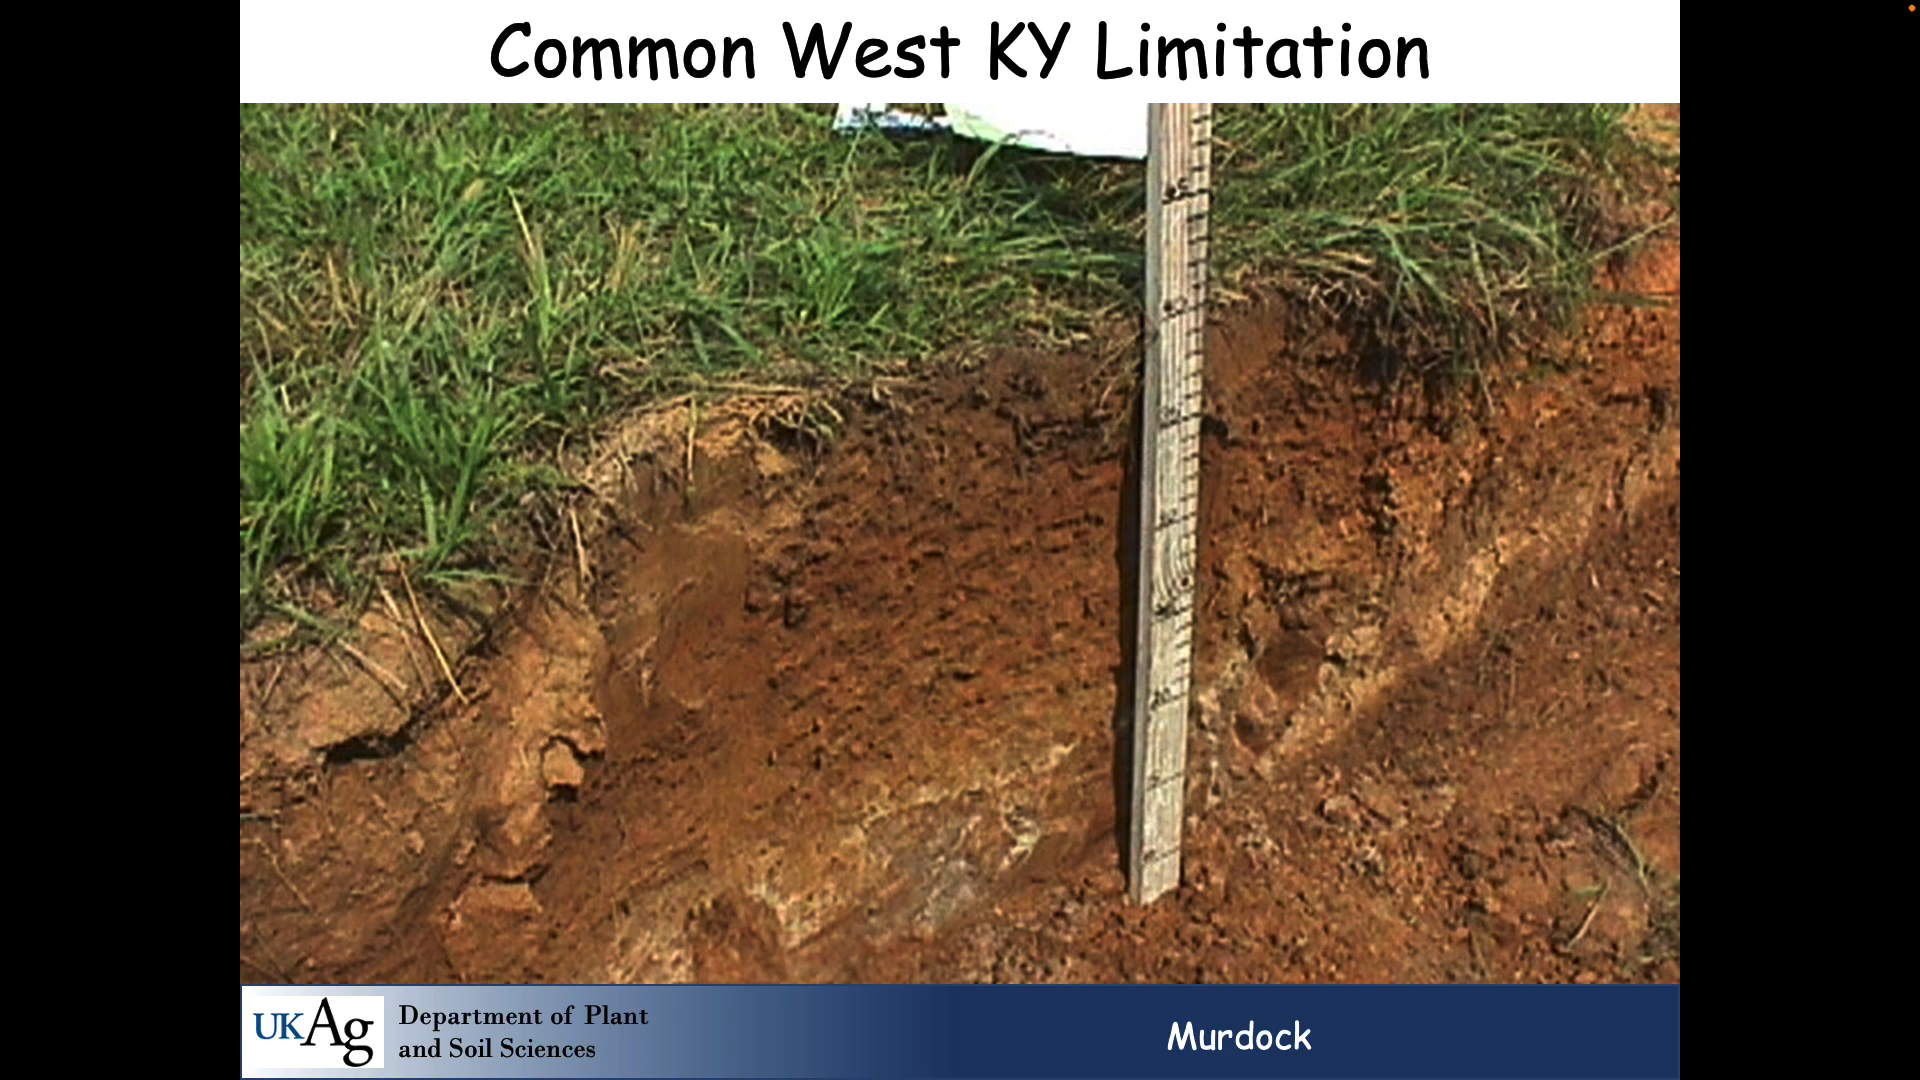 Common West KY Limitation
UKAg
Department of Plant
and Soil Sciences
Murdock